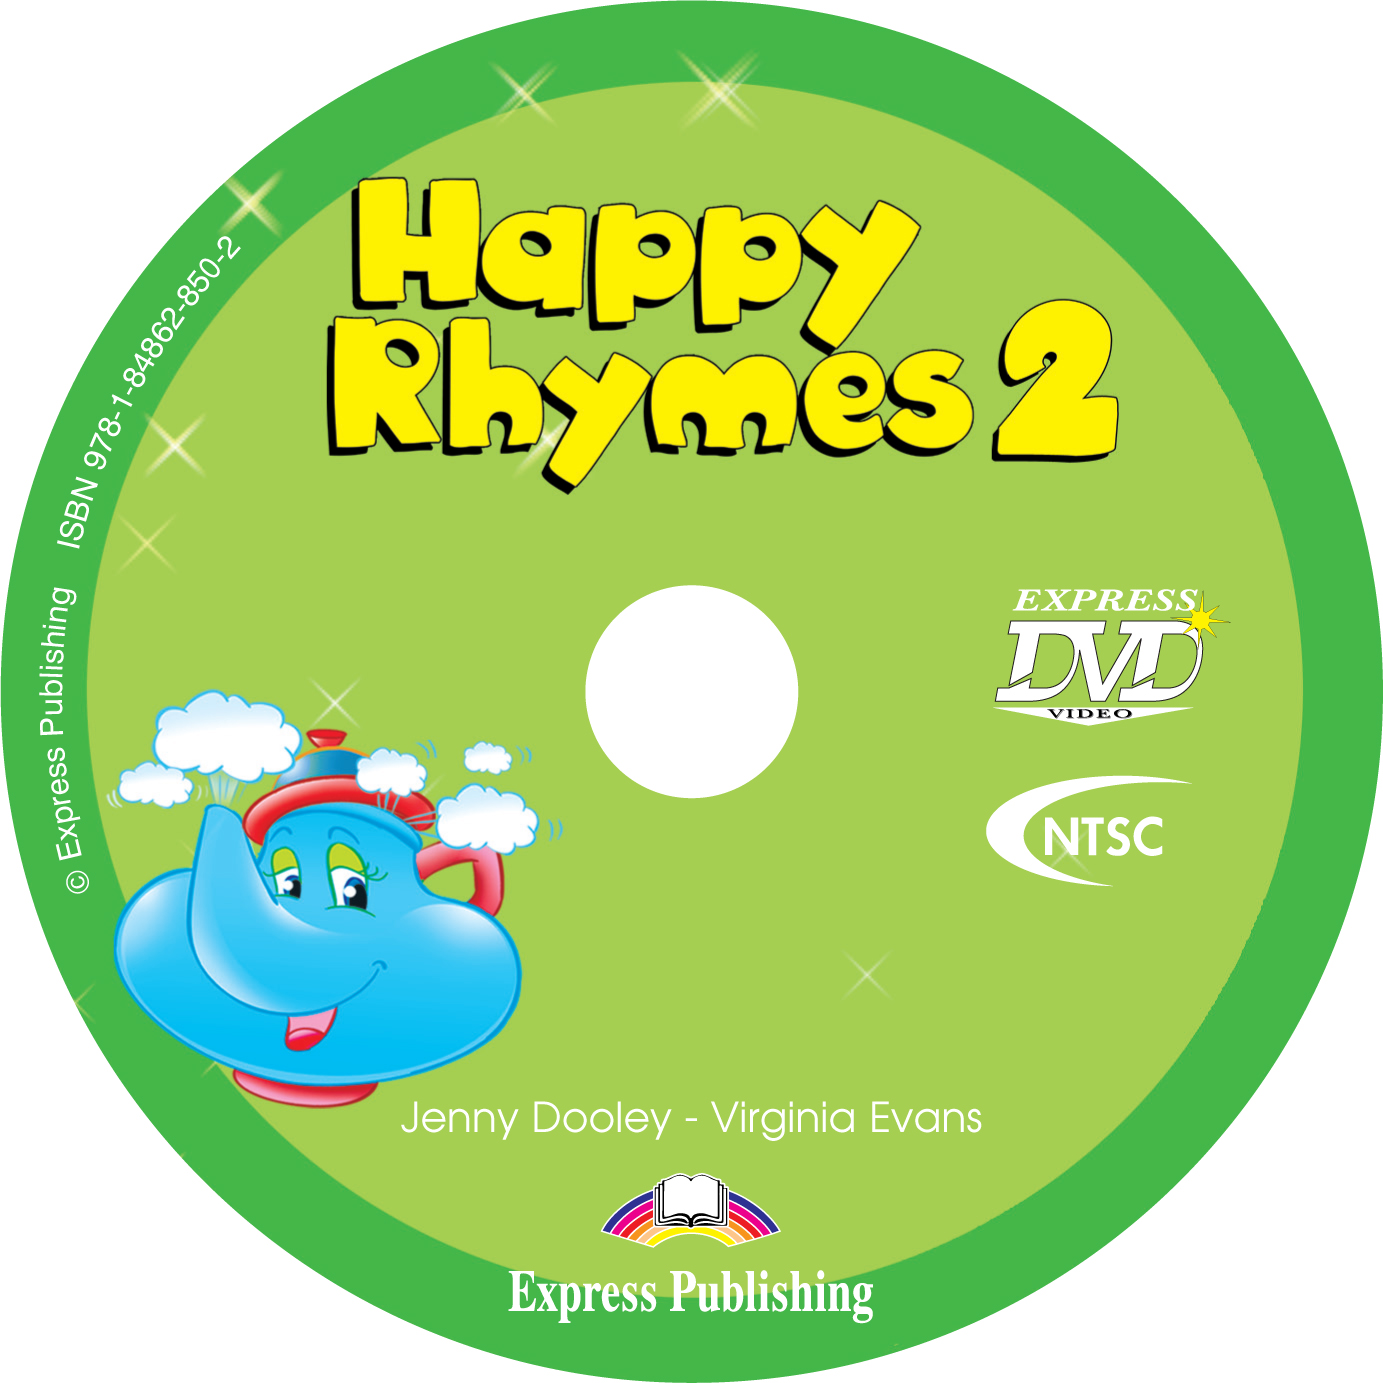 Happy
Rhymes 2
© Express Publishing ISBN 978-1-84862-850-2
EXPRESS
DVD
VIDEO
NTSC
Jenny Dooley - Virginia Evans
Express Publishing